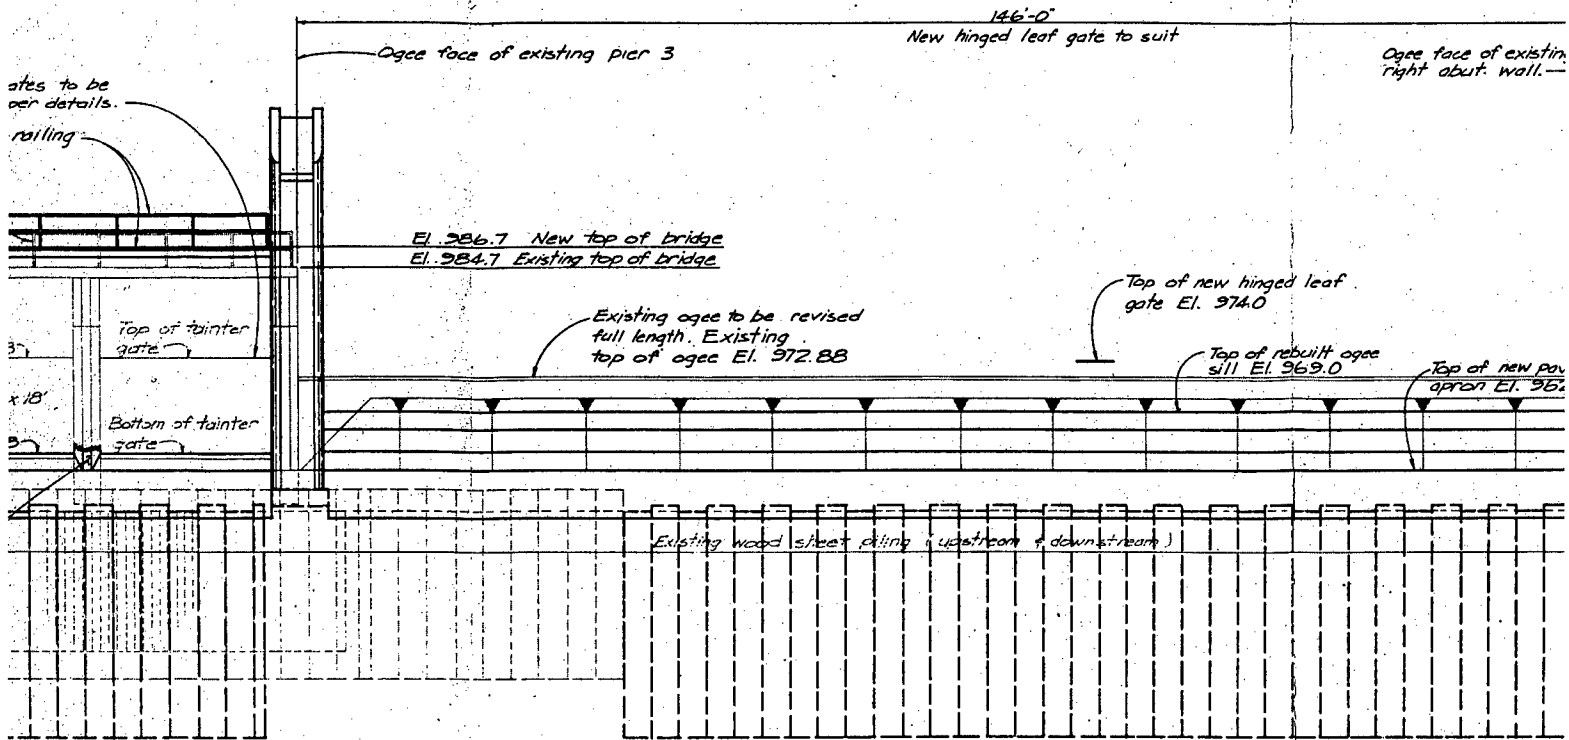 146'-0"
New hinged leaf gate to suit
Ogee face of existing pier 3
Ogee face of existing
right abut. wall.
ates to be
per details.
railing
El. 986.7 New top of bridge
El. 984.7 Existing top of bridge
Top of new hinged leaf
gate El. 974.0
Existing ogee to be revised
full length. Existing
top of ogee El. 972.88
Top of tainter
gate
Top of rebuilt ogee
sill El. 969.0
Top of new pav
apron El. 962
x 18'
Bottom of tainter
gate
Existing wood sheet piling (upstream & downstream)